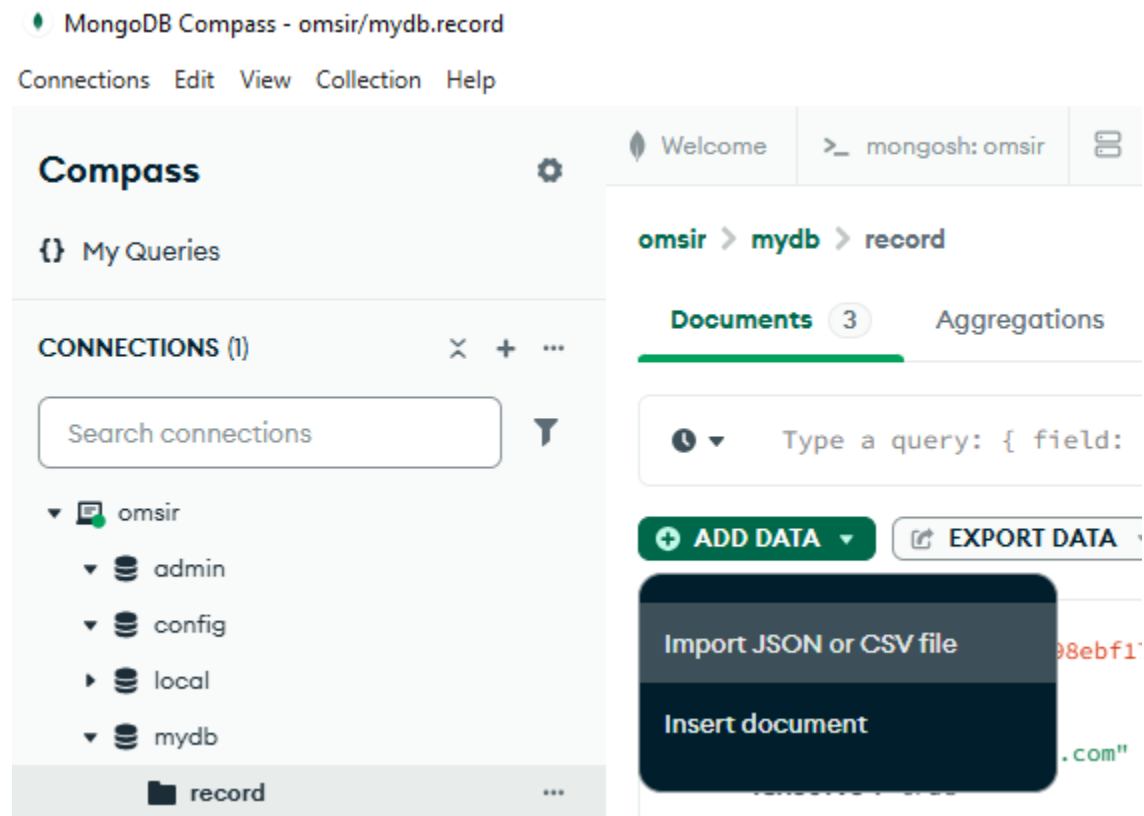 MongoDB Compass - omsir/mydb.record
Connections Edit View Collection Help
Compass
{} My Queries
CONNECTIONS (1)
Search connections
omsir
admin
config
local
mydb
record
Welcome
>_ mongosh: omsir
omsir > mydb > record
Documents 3
Aggregations
Type a query: { field:
ADD DATA
EXPORT DATA
Import JSON or CSV file
Insert document
98ebf17
.com"